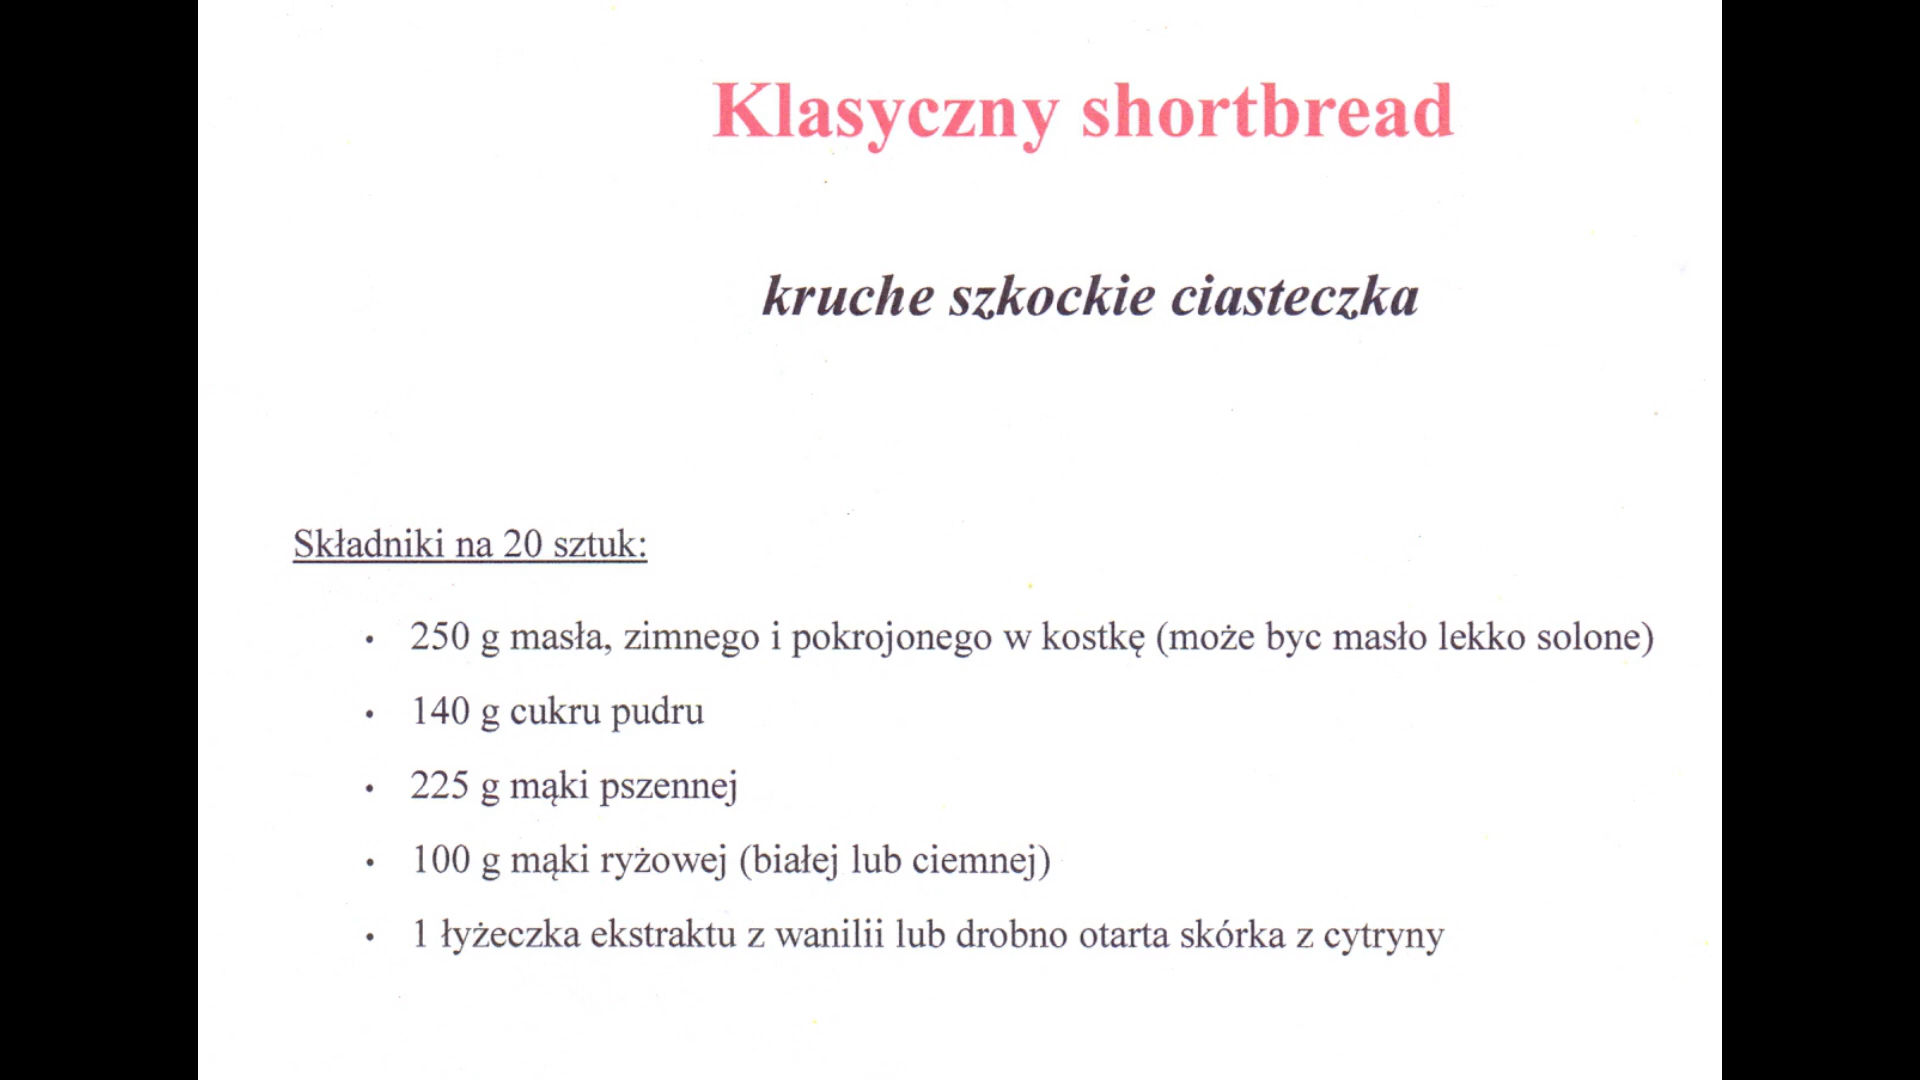 Klasyczny shortbread
kruche szkockie ciasteczka
Składniki na 20 sztuk:
• 250 g masła, zimnego i pokrojonego w kostkę (może byc masło lekko solone)
• 140 g cukru pudru
• 225 g mąki pszennej
• 100 g mąki ryżowej (białej lub ciemnej)
• 1 łyżeczka ekstraktu z wanilii lub drobno otarta skórka z cytryny